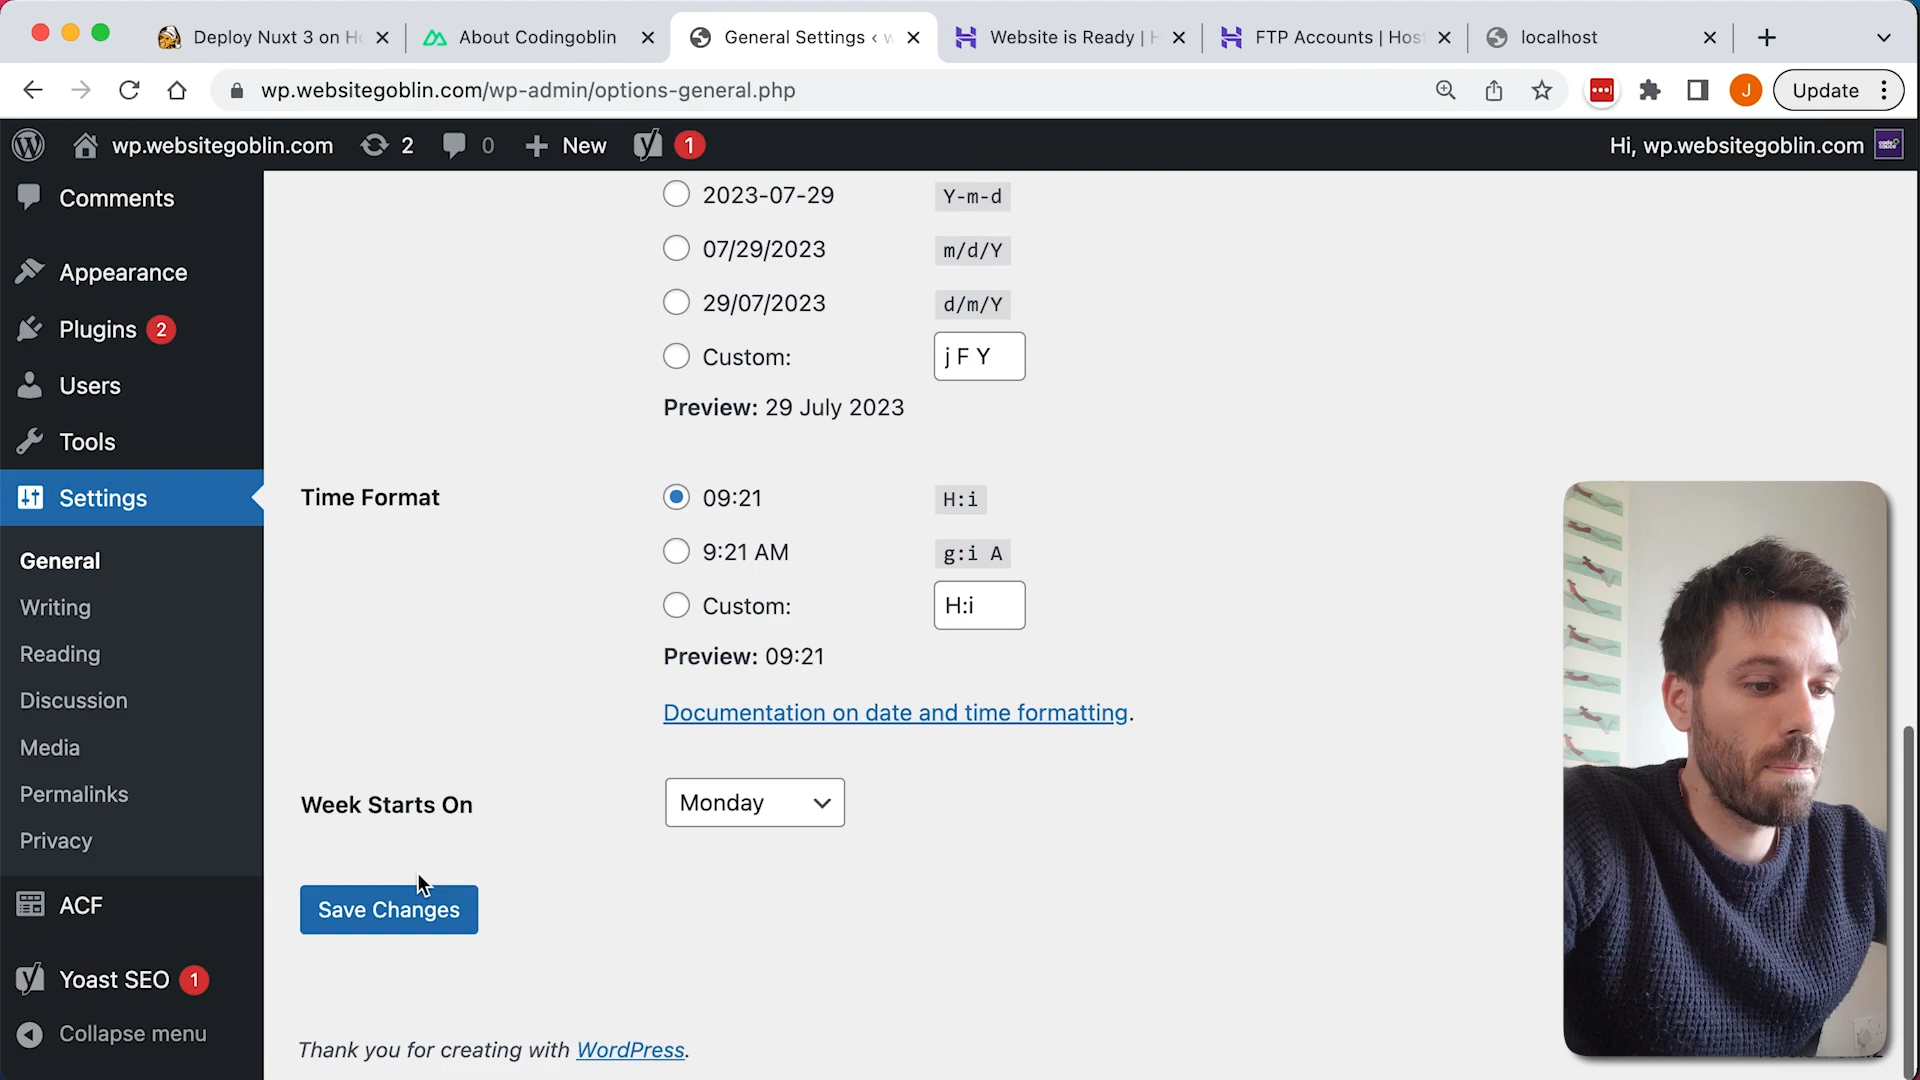 Deploy Nuxt 3 on Ho
About Codingoblin
General Settings ‹ w
Website is Ready | H
FTP Accounts | Host
localhost
wp.websitegoblin.com/wp-admin/options-general.php
J
Update
wp.websitegoblin.com
2
0
New
1
Hi, wp.websitegoblin.com
Comments
Appearance
Plugins 2
Users
Tools
Settings
General
Writing
Reading
Discussion
Media
Permalinks
Privacy
ACF
Yoast SEO 1
Collapse menu
2023-07-29 Y-m-d
07/29/2023 m/d/Y
29/07/2023 d/m/Y
Custom: j F Y
Preview: 29 July 2023
Time Format
09:21 H:i
9:21 AM g:i A
Custom: H:i
Preview: 09:21
Documentation on date and time formatting.
Week Starts On Monday
Save Changes
Thank you for creating with WordPress.